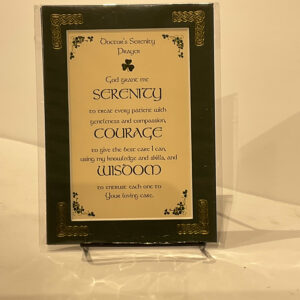 Doctor's Serenity
Prayer
God grant me
SERENITY
to treat every patient with
gentleness and compassion,
COURAGE
to give the best care I can,
using my knowledge and skills, and
WISDOM
to entrust each one to
Your loving care.